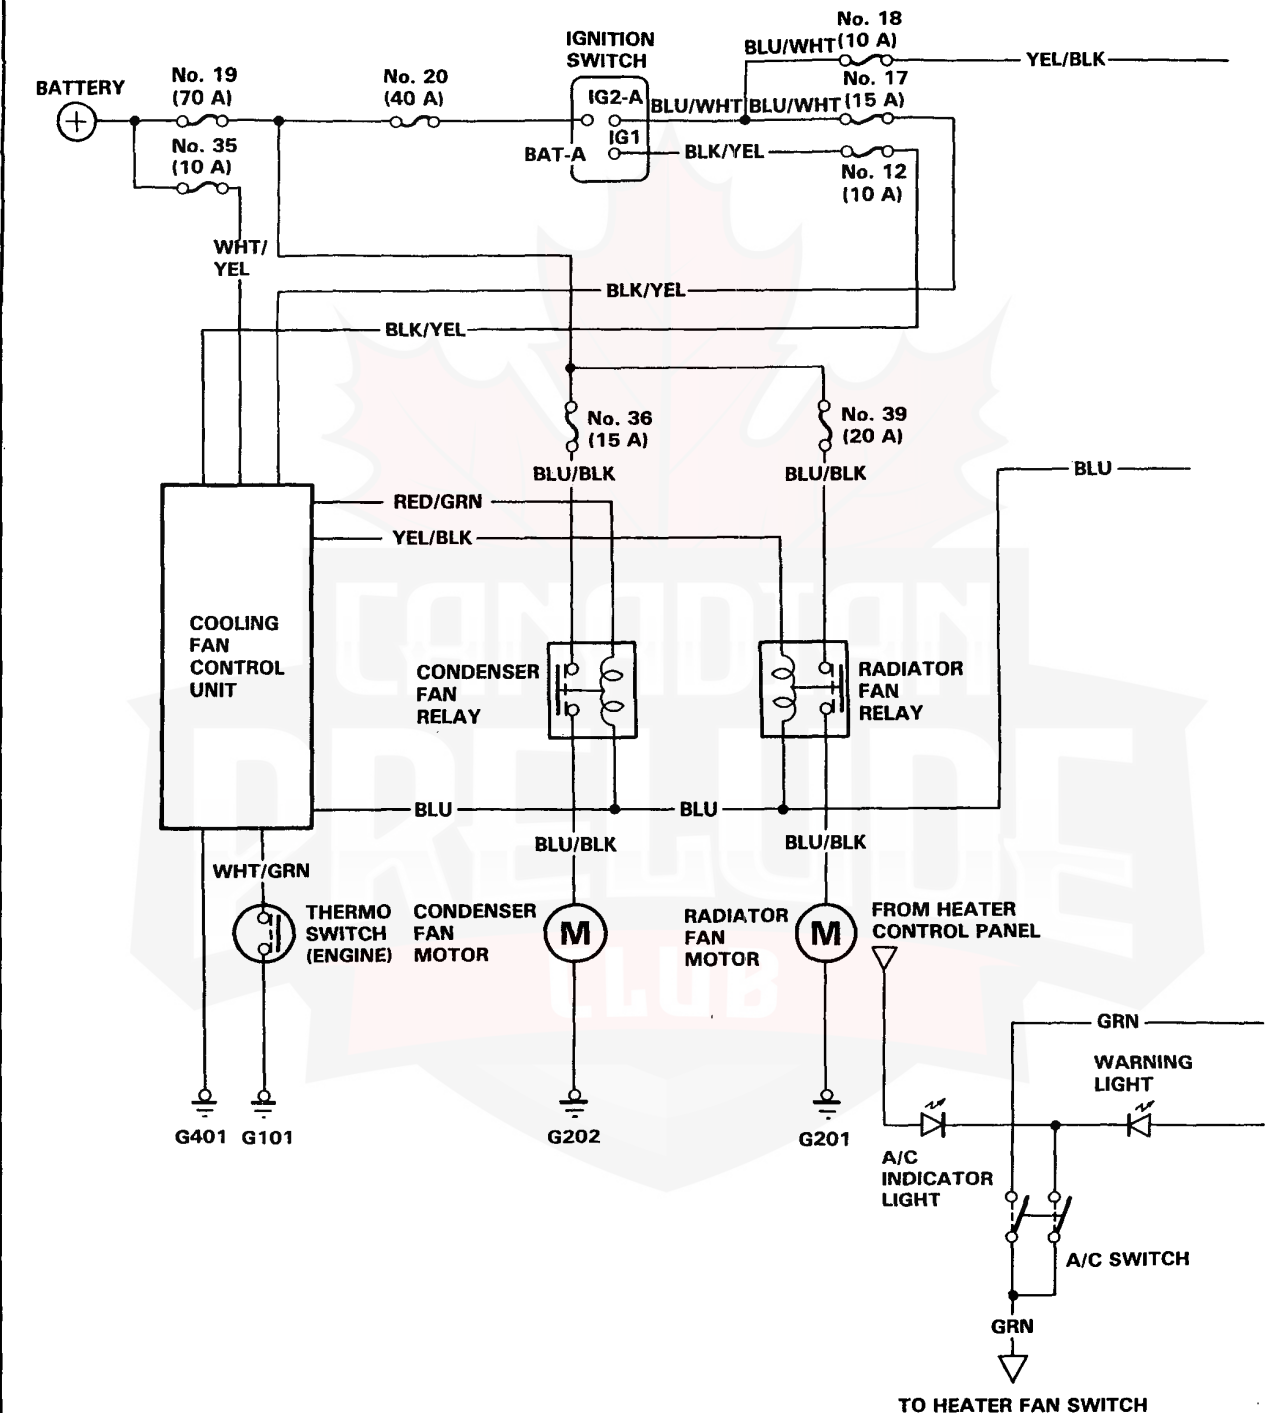 No. 18
(10 A)
BLU/WHT
YEL/BLK
IGNITION
SWITCH
No. 19
(70 A)
No. 20
(40 A)
No. 17
(15 A)
BATTERY
IG2-A
BLU/WHT
BLU/WHT
IG1
No. 35
(10 A)
BAT-A
BLK/YEL
No. 12
(10 A)
WHT/
YEL
BLK/YEL
BLK/YEL
No. 36
(15 A)
No. 39
(20 A)
BLU/BLK
BLU/BLK
BLU
RED/GRN
YEL/BLK
COOLING
FAN
CONTROL
UNIT
CONDENSER
FAN
RELAY
RADIATOR
FAN
RELAY
CANADIAN
PRELUDE
CLUB
BLU
BLU
BLU/BLK
BLU/BLK
WHT/GRN
THERMO
SWITCH
(ENGINE)
CONDENSER
FAN
MOTOR
M
RADIATOR
FAN
MOTOR
M
FROM HEATER
CONTROL PANEL
GRN
WARNING
LIGHT
G401
G101
G202
G201
A/C
INDICATOR
LIGHT
A/C SWITCH
GRN
TO HEATER FAN SWITCH